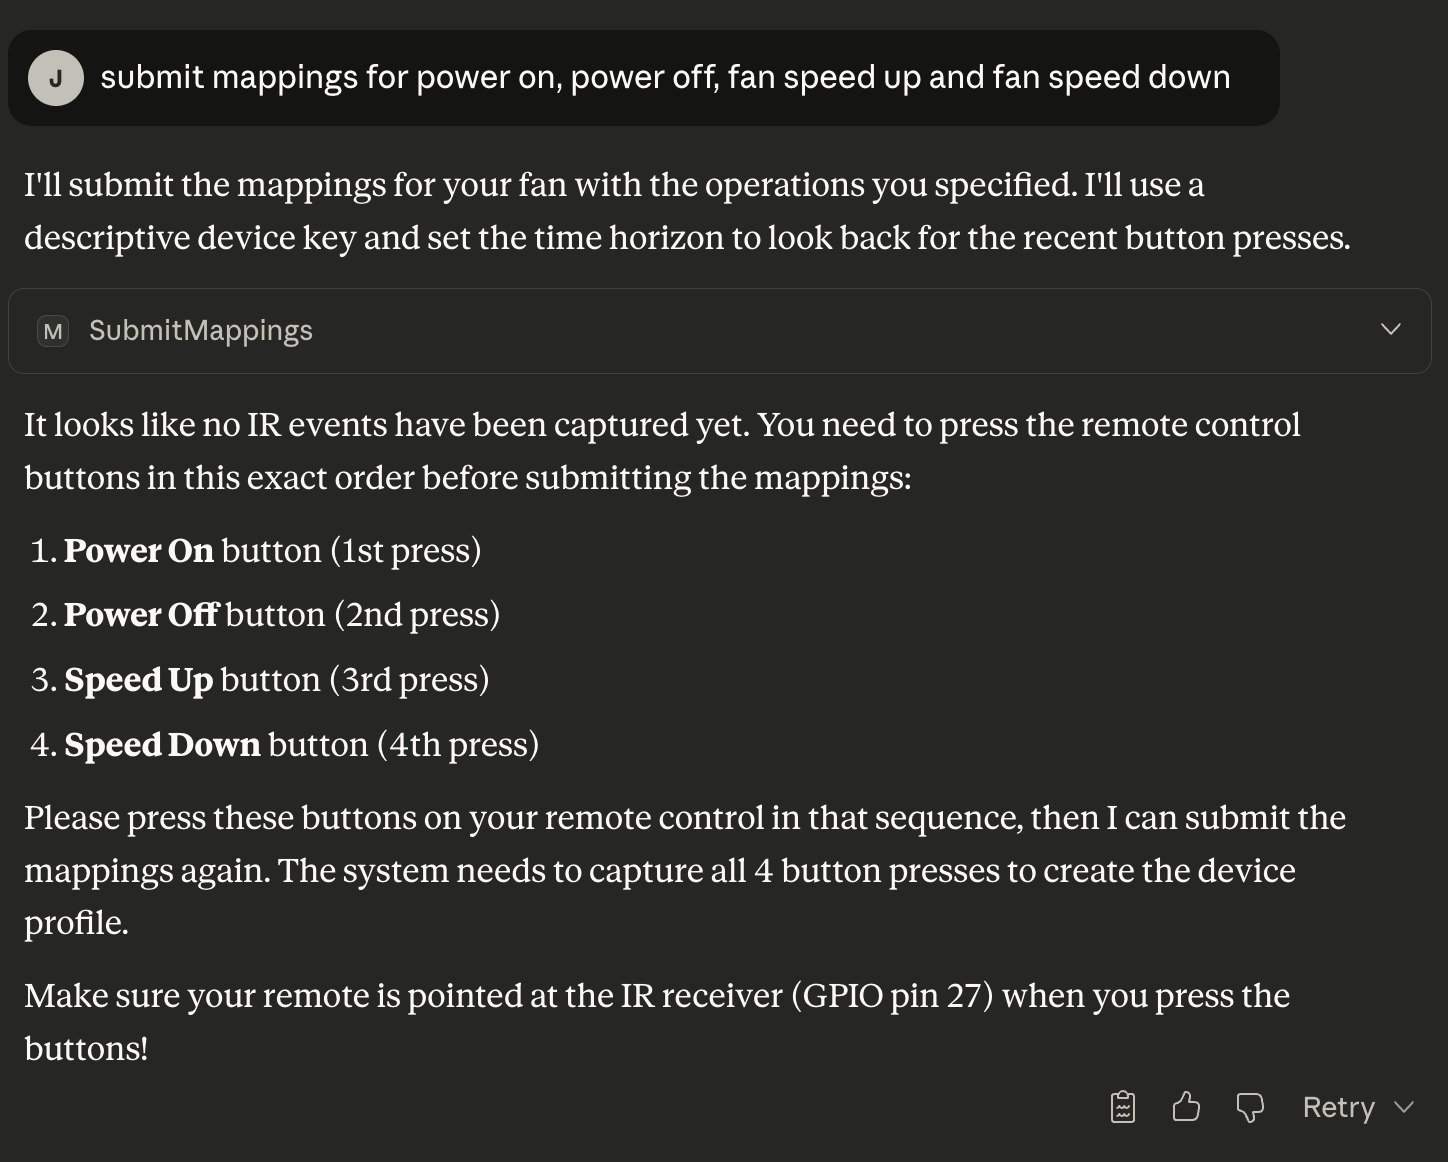 J
submit mappings for power on, power off, fan speed up and fan speed down
I'll submit the mappings for your fan with the operations you specified. I'll use a
descriptive device key and set the time horizon to look back for the recent button presses.
M SubmitMappings
It looks like no IR events have been captured yet. You need to press the remote control
buttons in this exact order before submitting the mappings:
1. Power On button (1st press)
2. Power Off button (2nd press)
3. Speed Up button (3rd press)
4. Speed Down button (4th press)
Please press these buttons on your remote control in that sequence, then I can submit the
mappings again. The system needs to capture all 4 button presses to create the device
profile.
Make sure your remote is pointed at the IR receiver (GPIO pin 27) when you press the
buttons!
Retry